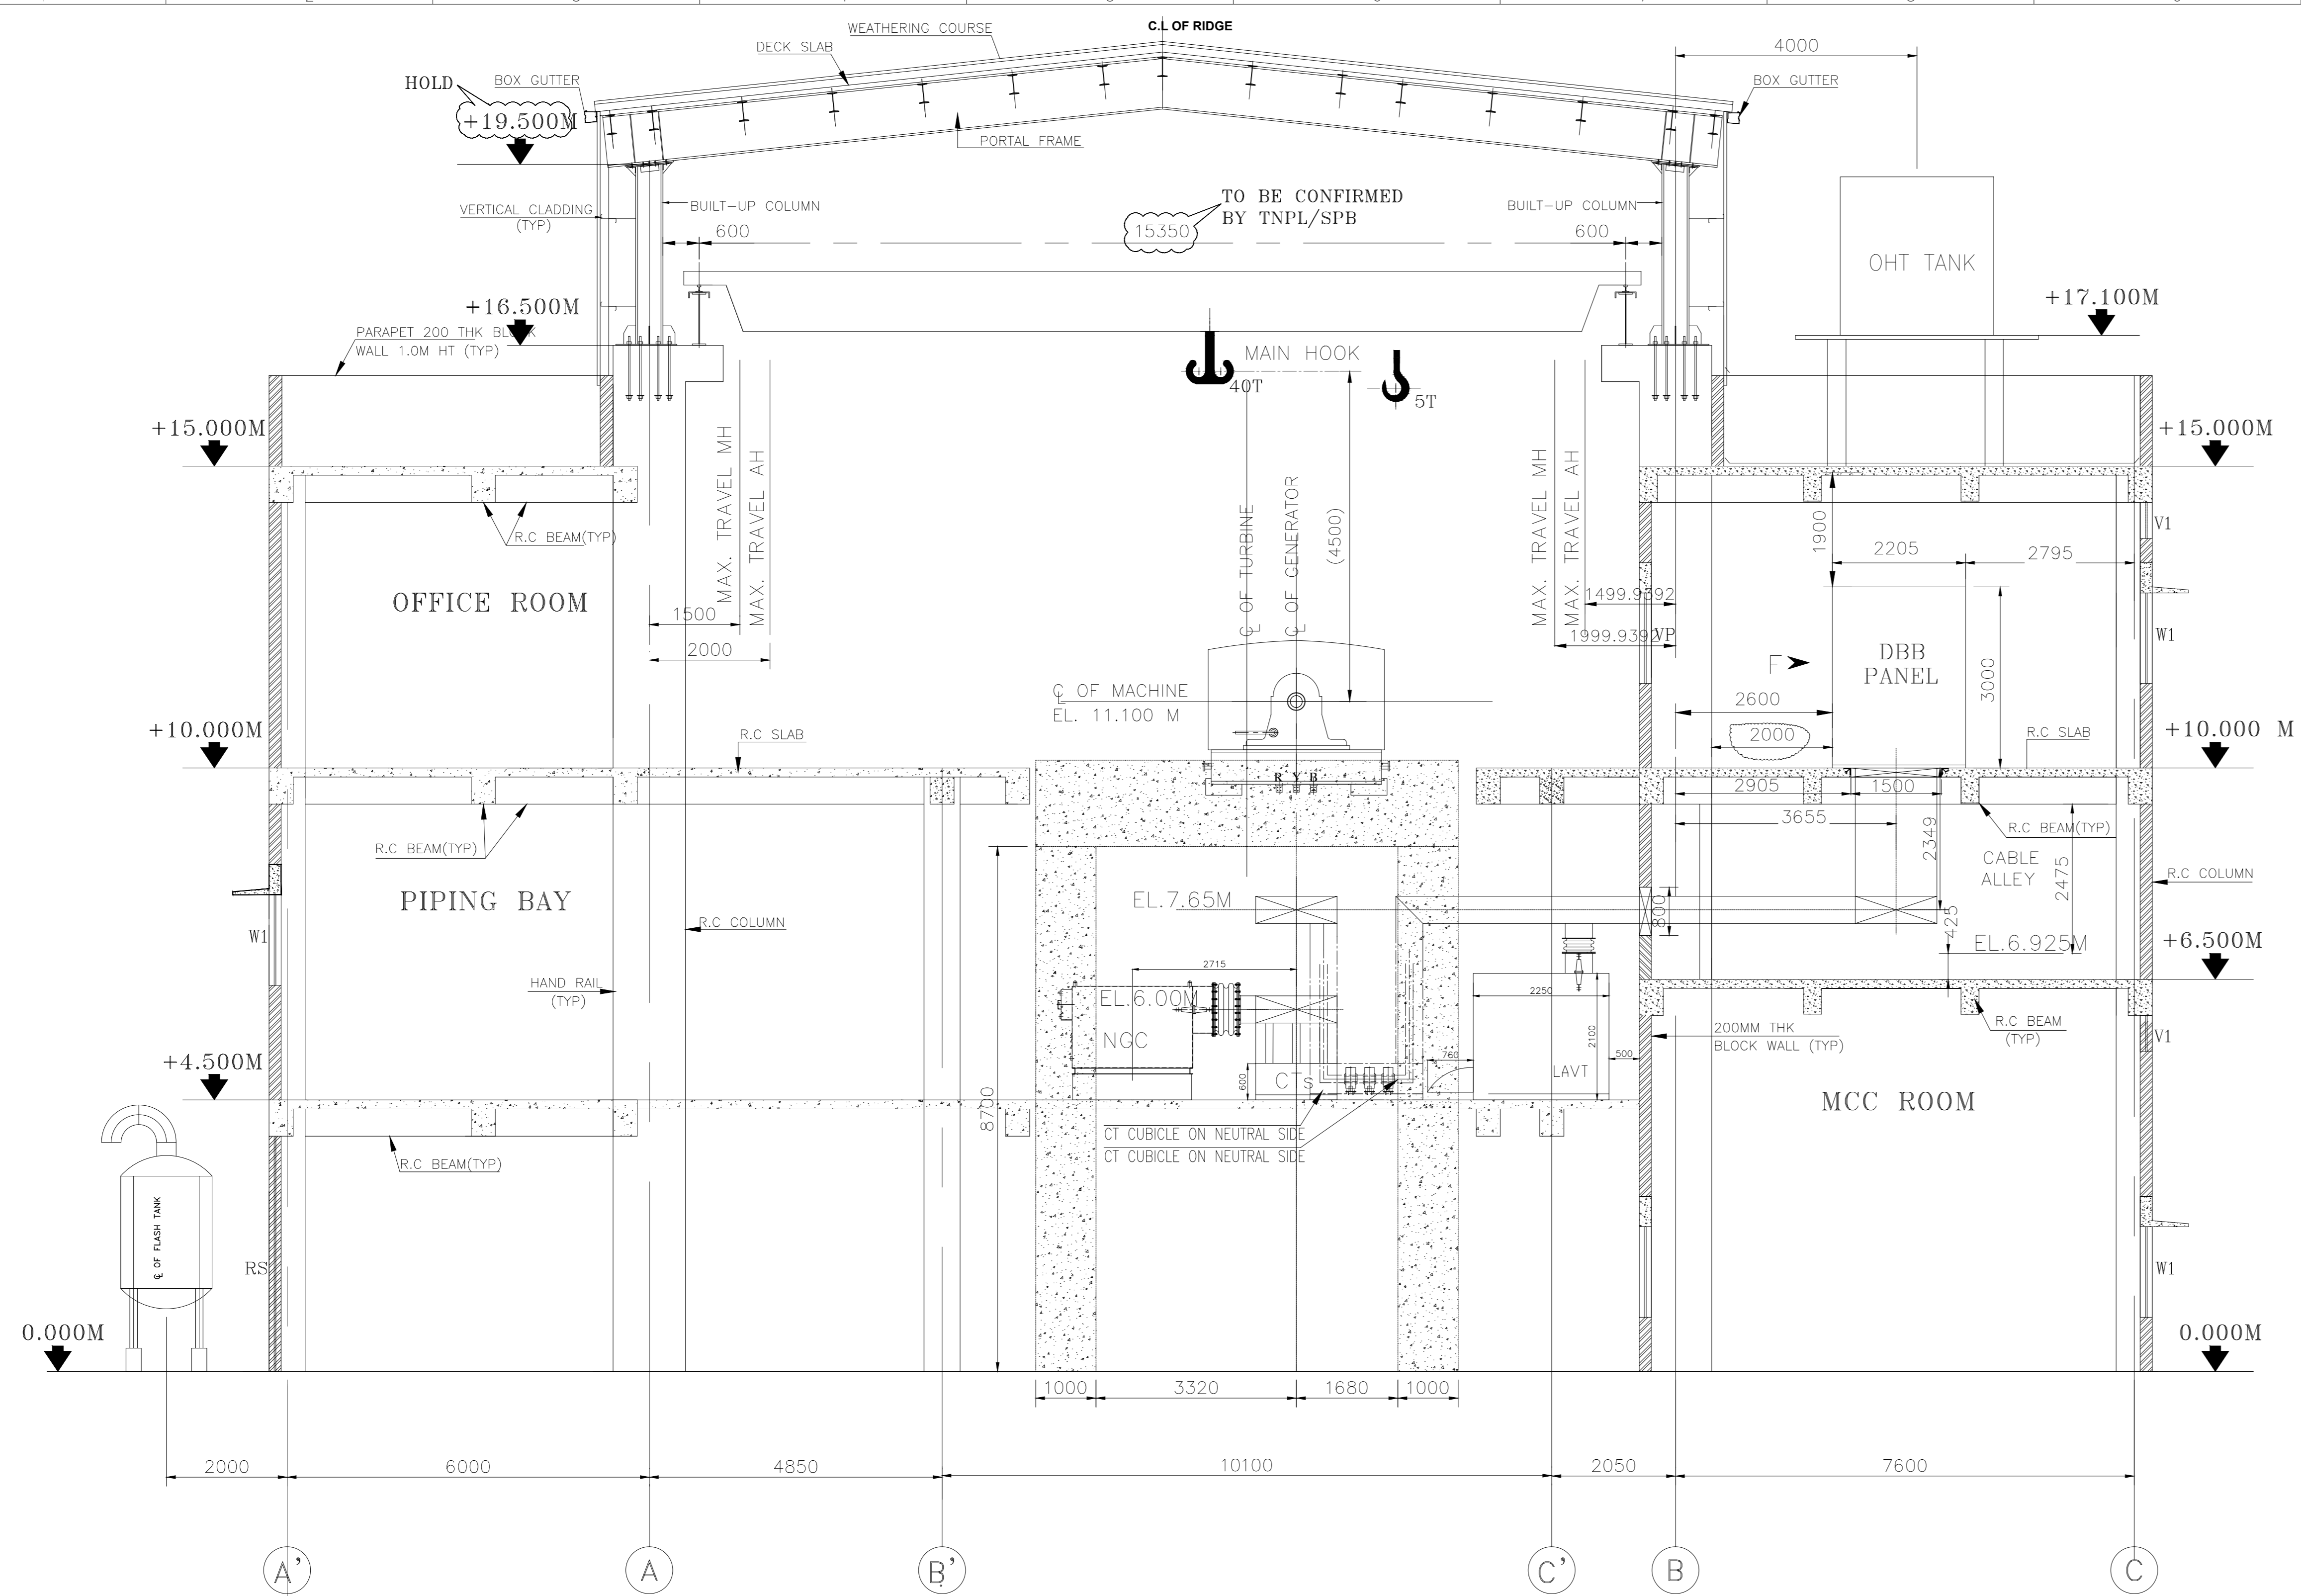 C.L OF RIDGE
WEATHERING COURSE
DECK SLAB
4000
HOLD
BOX GUTTER
BOX GUTTER
+19.500M
PORTAL FRAME
TO BE CONFIRMED
BY TNPL/SPB
VERTICAL CLADDING
(TYP)
BUILT-UP COLUMN
BUILT-UP COLUMN
600
15350
600
OHT TANK
+16.500M
+17.100M
PARAPET 200 THK BLOCK
WALL 1.0M HT (TYP)
MAIN HOOK
40T
5T
+15.000M
+15.000M
MAX. TRAVEL MH
MAX. TRAVEL AH
℄ OF TURBINE
℄ OF GENERATOR
(4500)
MAX. TRAVEL MH
MAX. TRAVEL AH
1900
V1
R.C BEAM(TYP)
2205
2795
OFFICE ROOM
1500
1499.9392
2000
1999.9392
VP
W1
F
DBB
PANEL
3000
℄ OF MACHINE
EL. 11.100 M
2600
+10.000M
R.C SLAB
2000
R.C SLAB
+10.000 M
R Y B
2905
1500
3655
R.C BEAM(TYP)
R.C BEAM(TYP)
2349
CABLE
ALLEY
2475
R.C COLUMN
PIPING BAY
EL.7.65M
800
R.C COLUMN
425
W1
EL.6.925M
+6.500M
2715
HAND RAIL
(TYP)
EL.6.00M
2250
NGC
2100
R.C BEAM
(TYP)
200MM THK
BLOCK WALL (TYP)
V1
760
500
+4.500M
600
CTS
LAVT
MCC ROOM
8700
CT CUBICLE ON NEUTRAL SIDE
CT CUBICLE ON NEUTRAL SIDE
R.C BEAM(TYP)
℄ OF FLASH TANK
RS
W1
0.000M
0.000M
1000
3320
1680
1000
2000
6000
4850
10100
2050
7600
A'
A
B'
C'
B
C